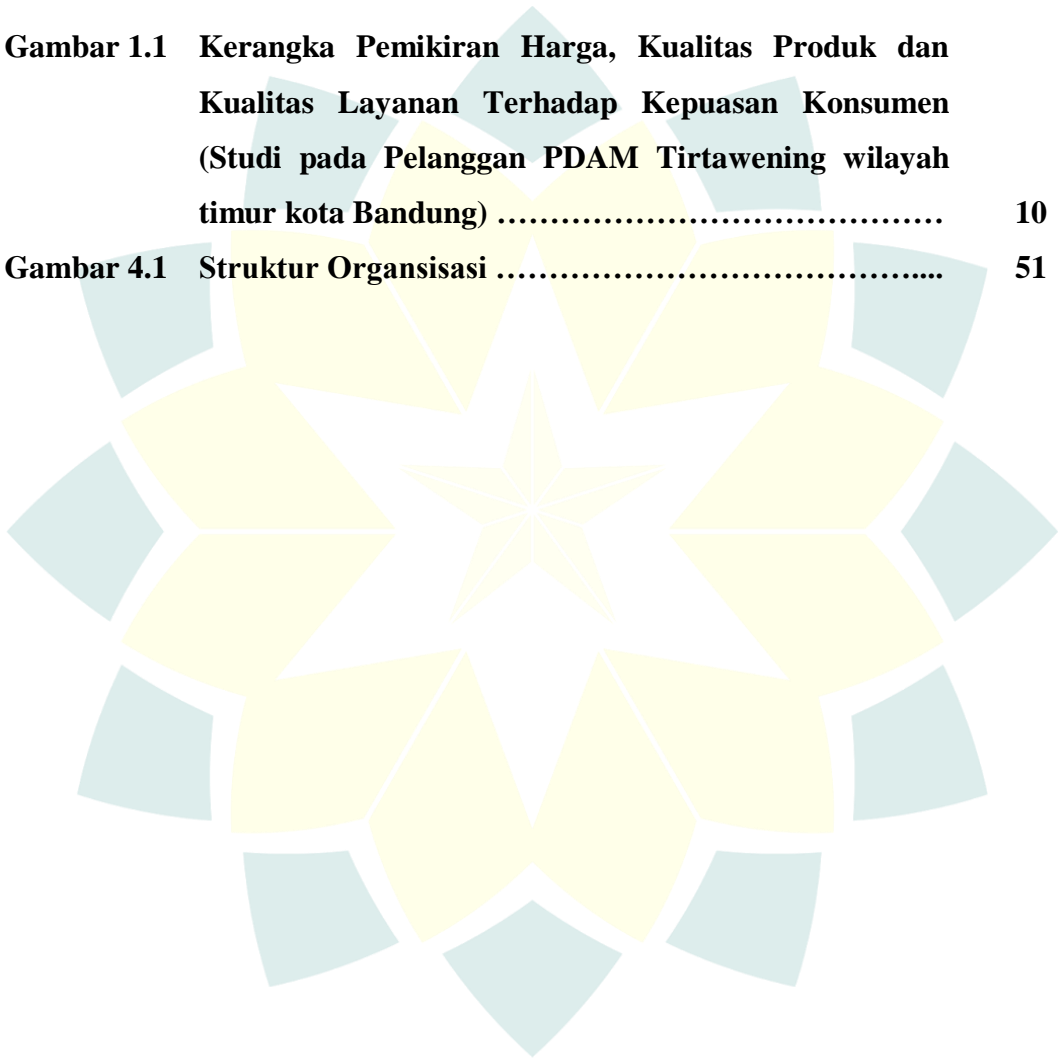 Gambar 1.1 Kerangka Pemikiran Harga, Kualitas Produk dan
Kualitas Layanan Terhadap Kepuasan Konsumen
(Studi pada Pelanggan PDAM Tirtawening wilayah
timur kota Bandung) …………………………………… 10
Gambar 4.1 Struktur Organsisasi ………………………………….... 51